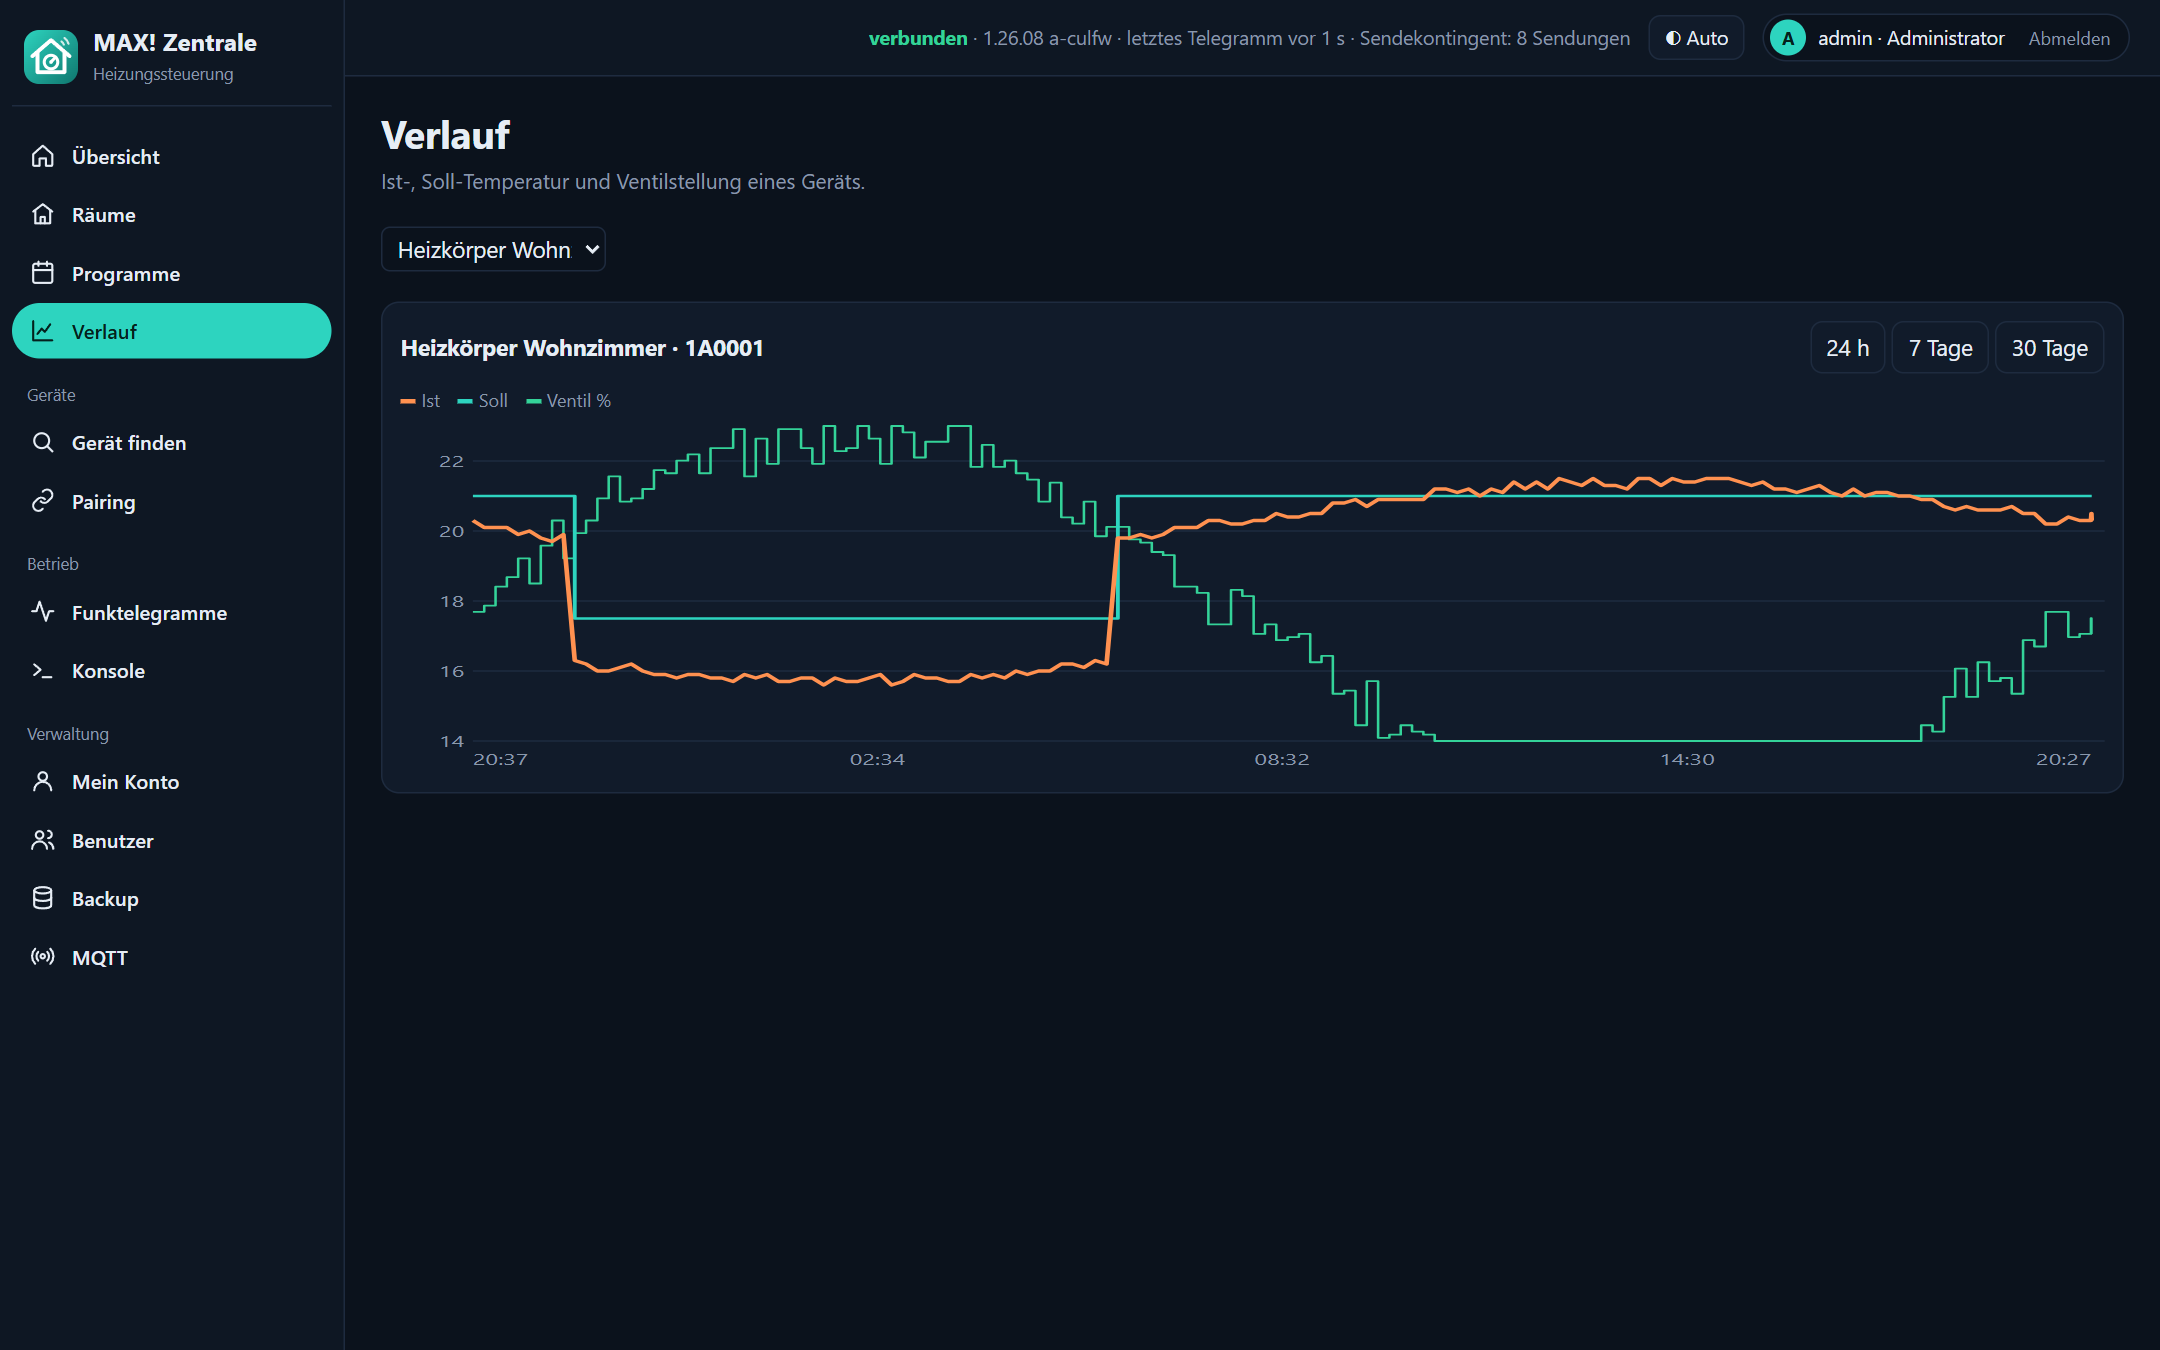 MAX! Zentrale
Heizungssteuerung
verbunden · 1.26.08 a-culfw · letztes Telegramm vor 1 s · Sendekontingent: 8 Sendungen
Auto
A
admin · Administrator
Abmelden
Übersicht
Räume
Programme
Verlauf
Geräte
Gerät finden
Pairing
Betrieb
Funktelegramme
Konsole
Verwaltung
Mein Konto
Benutzer
Backup
MQTT
Verlauf
Ist-, Soll-Temperatur und Ventilstellung eines Geräts.
Heizkörper Wohn
Heizkörper Wohnzimmer · 1A0001
24 h
7 Tage
30 Tage
Ist
Soll
Ventil %
22
20
18
16
14
20:37
02:34
08:32
14:30
20:27